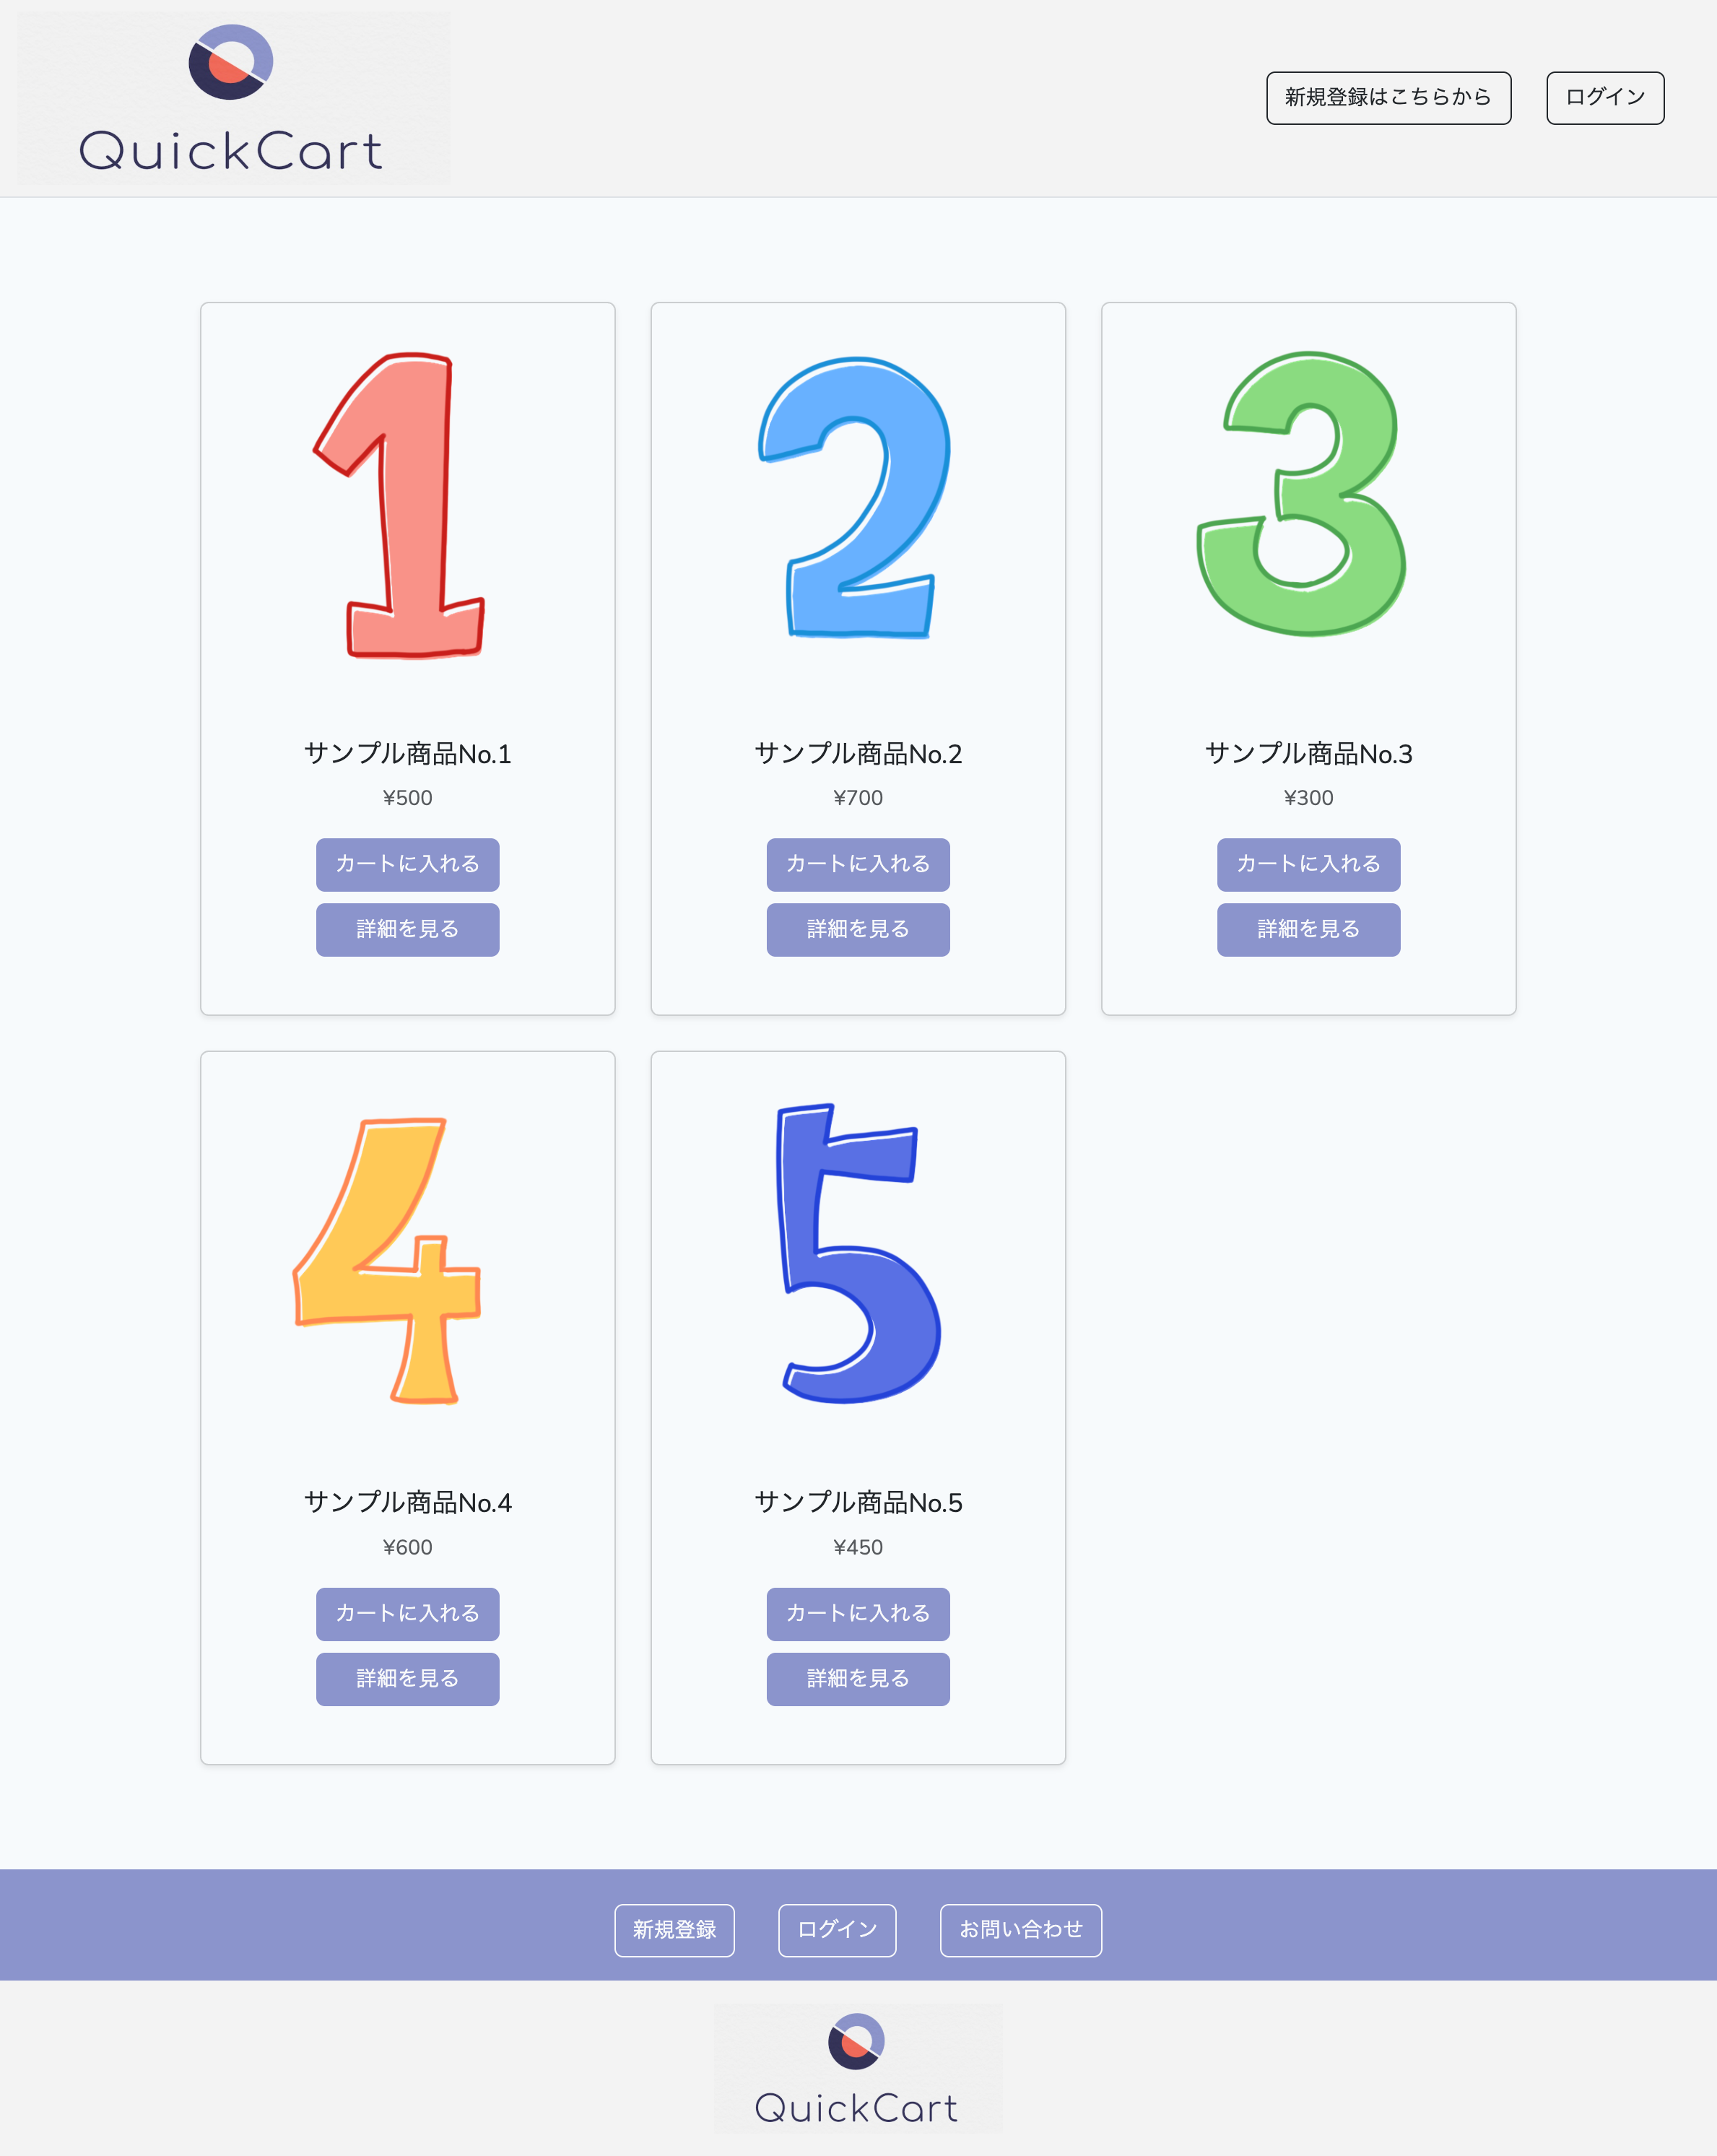 QuickCart
新規登録はこちらから
ログイン
1
2
3
サンプル商品No.1
サンプル商品No.2
サンプル商品No.3
¥500
¥700
¥300
カートに入れる
カートに入れる
カートに入れる
詳細を見る
詳細を見る
詳細を見る
4
5
サンプル商品No.4
サンプル商品No.5
¥600
¥450
カートに入れる
カートに入れる
詳細を見る
詳細を見る
新規登録
ログイン
お問い合わせ
QuickCart